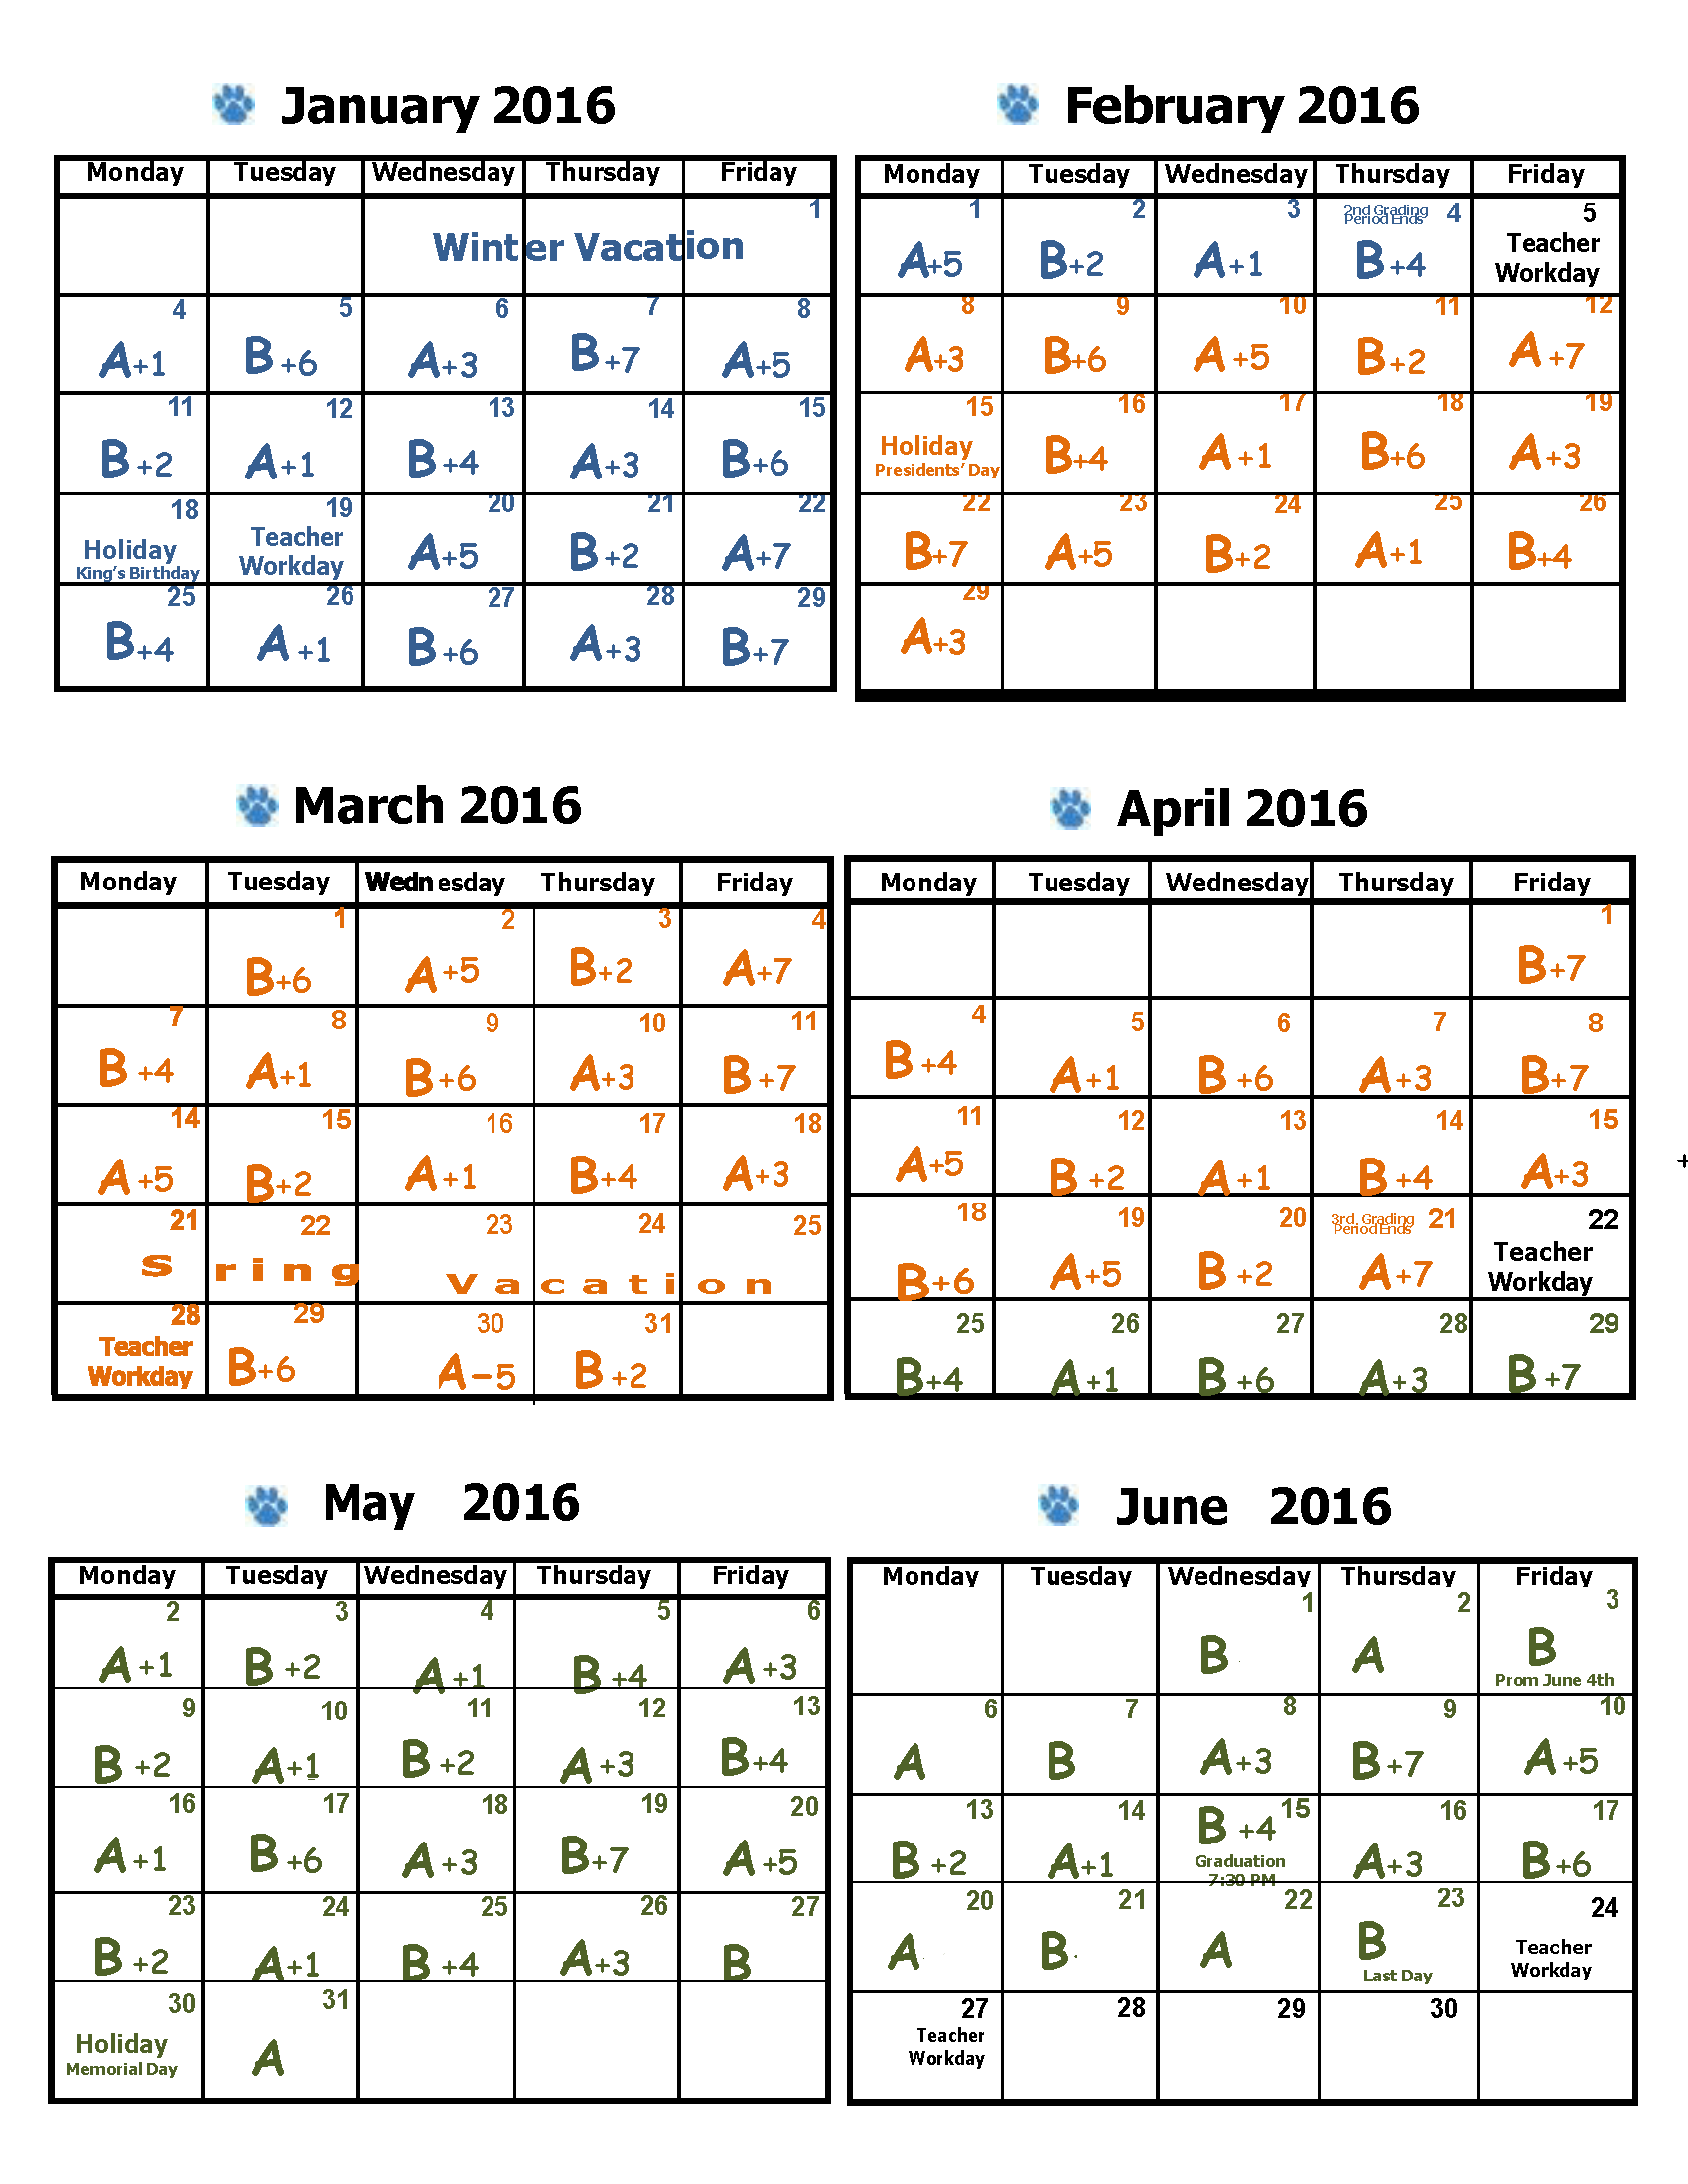 January 2016
Monday Tuesday Wednesday Thursday Friday
1
Winter Vacation
4 5 6 7 8
A+1 B+6 A+3 B+7 A+5
11 12 13 14 15
B+2 A+1 B+4 A+3 B+6
18 19 20 21 22
Holiday
King's Birthday
Teacher
Workday
A+5 B+2 A+7
25 26 27 28 29
B+4 A+1 B+6 A+3 B+7
February 2016
Monday Tuesday Wednesday Thursday Friday
1 2 3 4 5
2nd Grading
Period Ends
A+5 B+2 A+1 B+4
Teacher
Workday
8 9 10 11 12
A+3 B+6 A+5 B+2 A+7
15 16 17 18 19
Holiday
Presidents' Day
B+4 A+1 B+6 A+3
22 23 24 25 26
B+7 A+5 B+2 A+1 B+4
29
A+3
March 2016
Monday Tuesday Wednesday Thursday Friday
1 2 3 4
B+6 A+5 B+2 A+7
7 8 9 10 11
B+4 A+1 B+6 A+3 B+7
14 15 16 17 18
A+5 B+2 A+1 B+4 A+3
21 22 23 24 25
S ring Vacation
28 29 30 31
Teacher
Workday
B+6 A-5 B+2
April 2016
Monday Tuesday Wednesday Thursday Friday
1
B+7
4 5 6 7 8
B+4 A+1 B+6 A+3 B+7
11 12 13 14 15
A+5 B+2 A+1 B+4 A+3
+
18 19 20 21 22
3rd. Grading
Period Ends
B+6 A+5 B+2 A+7
Teacher
Workday
25 26 27 28 29
B+4 A+1 B+6 A+3 B+7
May 2016
Monday Tuesday Wednesday Thursday Friday
2 3 4 5 6
A+1 B+2 A+1 B+4 A+3
9 10 11 12 13
B+2 A+1 B+2 A+3 B+4
16 17 18 19 20
A+1 B+6 A+3 B+7 A+5
23 24 25 26 27
B+2 A+1 B+4 A+3 B
30 31
Holiday
Memorial Day
A
June 2016
Monday Tuesday Wednesday Thursday Friday
1 2 3
B A B
Prom June 4th
6 7 8 9 10
A B A+3 B+7 A+5
13 14 15 16 17
B+2 A+1 B+4 A+3 B+6
Graduation
7:30 PM
20 21 22 23 24
A B A B
Last Day
Teacher
Workday
27 28 29 30
Teacher
Workday